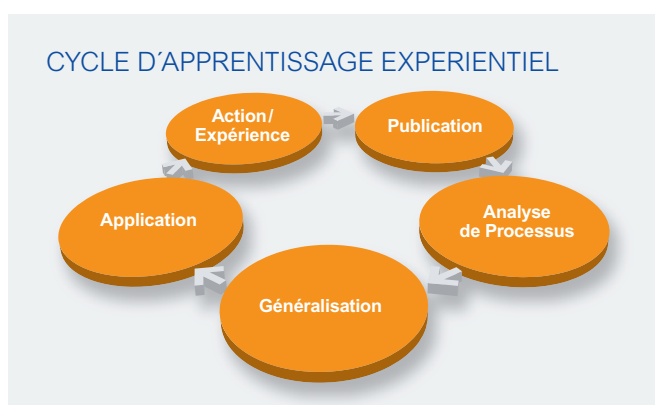 CYCLE D´APPRENTISSAGE EXPERIENTIEL
Action/
Expérience
Publication
Analyse
de Processus
Généralisation
Application